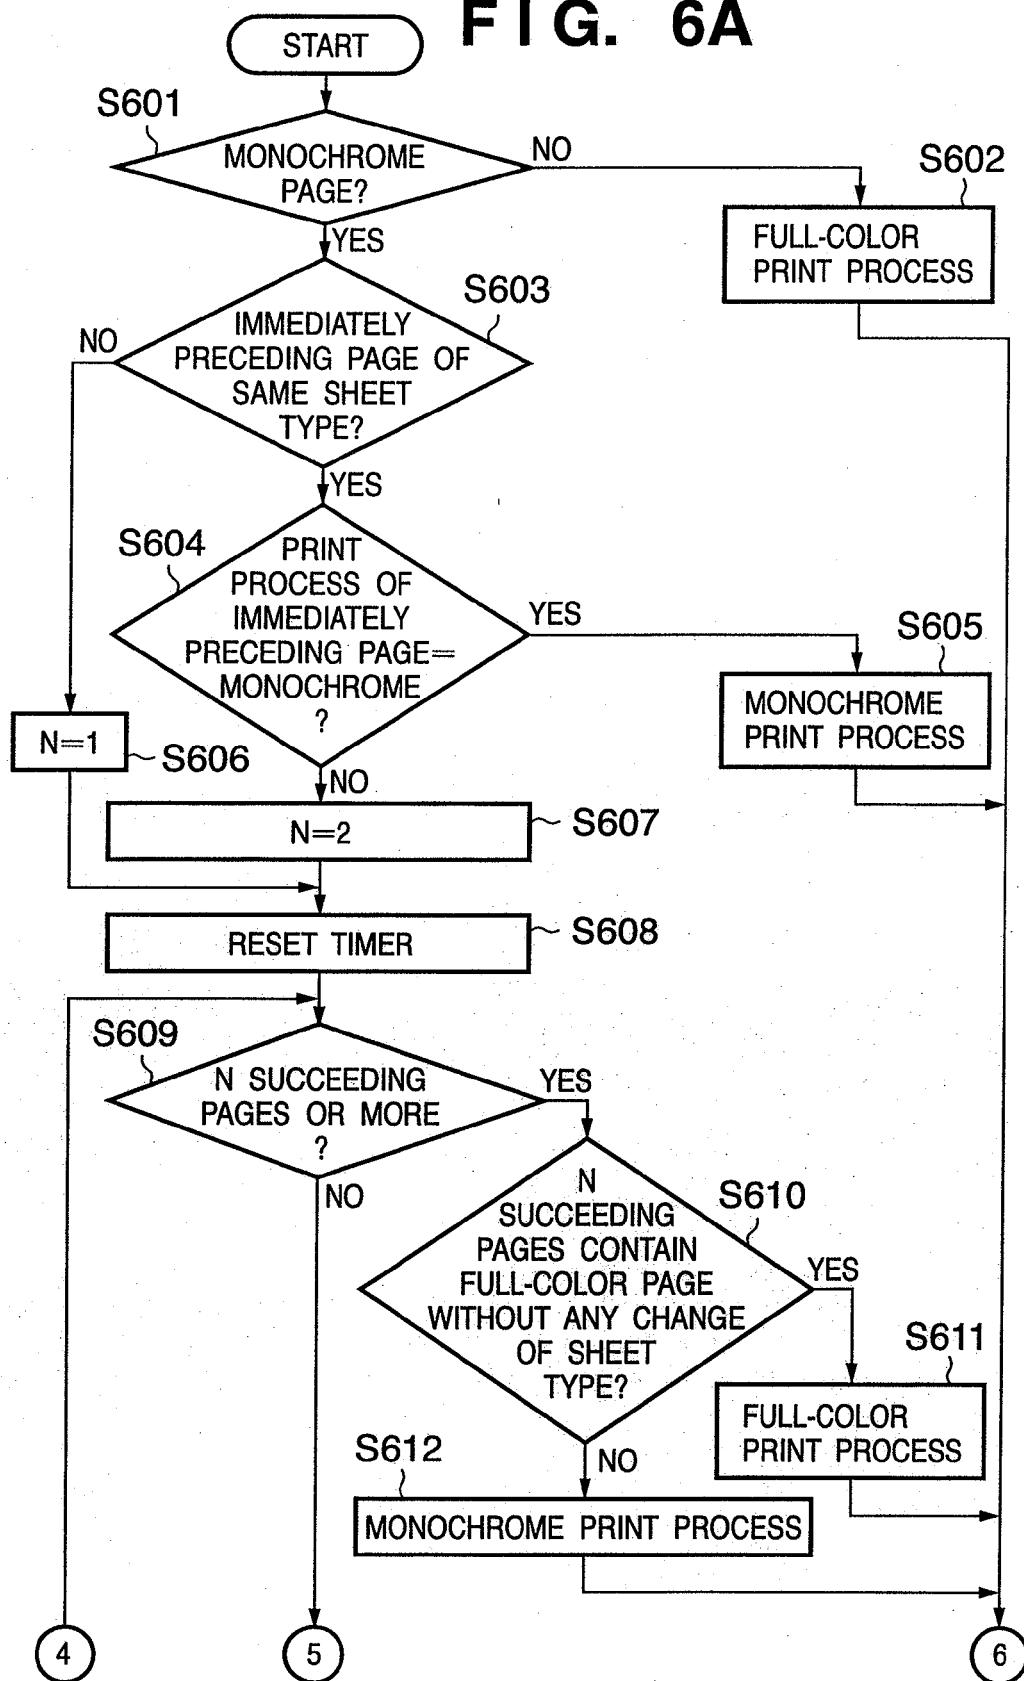 FIG. 6A
START
S601
MONOCHROME
PAGE?
NO
YES
S602
FULL-COLOR
PRINT PROCESS
S603
IMMEDIATELY
PRECEDING PAGE OF
SAME SHEET
TYPE?
NO
YES
S604
PRINT
PROCESS OF
IMMEDIATELY
PRECEDING PAGE=
MONOCHROME
?
YES
NO
S605
MONOCHROME
PRINT PROCESS
N=1
S606
N=2
S607
RESET TIMER
S608
S609
N SUCCEEDING
PAGES OR MORE
?
YES
NO
S610
N
SUCCEEDING
PAGES CONTAIN
FULL-COLOR PAGE
WITHOUT ANY CHANGE
OF SHEET
TYPE?
YES
NO
S611
FULL-COLOR
PRINT PROCESS
S612
MONOCHROME PRINT PROCESS
4
5
6